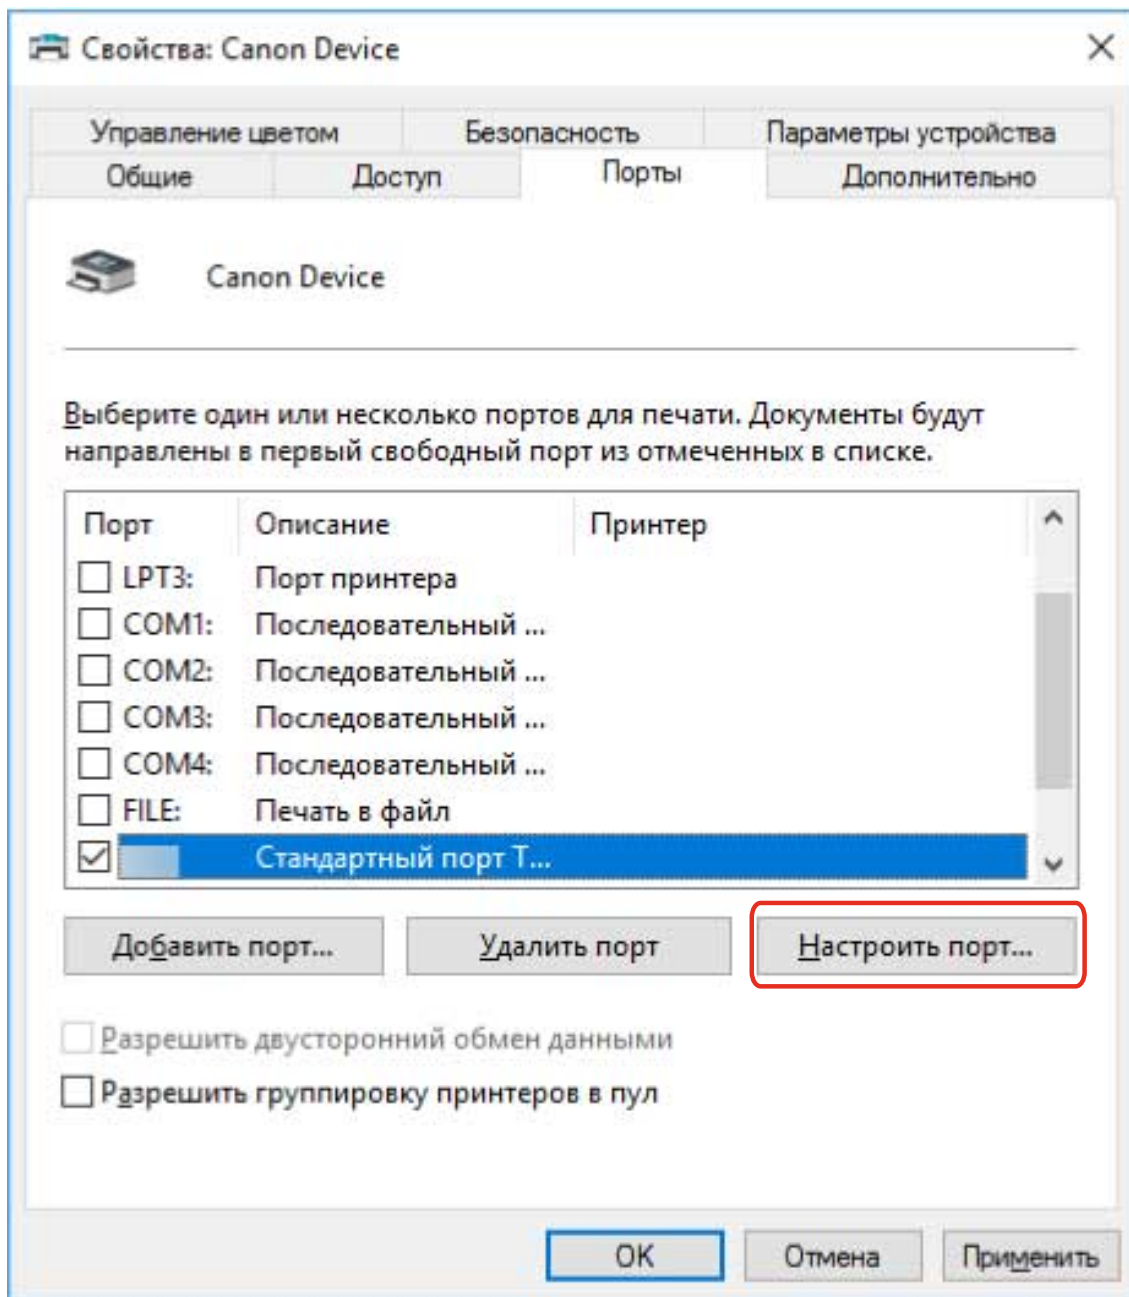 Свойства: Canon Device
Управление цветом Безопасность Параметры устройства
Общие Доступ Порты Дополнительно
Canon Device
Выберите один или несколько портов для печати. Документы будут
направлены в первый свободный порт из отмеченных в списке.
Порт Описание Принтер
LPT3: Порт принтера
COM1: Последовательный ...
COM2: Последовательный ...
COM3: Последовательный ...
COM4: Последовательный ...
FILE: Печать в файл
Стандартный порт T...
Добавить порт... Удалить порт Настроить порт...
Разрешить двусторонний обмен данными
Разрешить группировку принтеров в пул
OK Отмена Применить